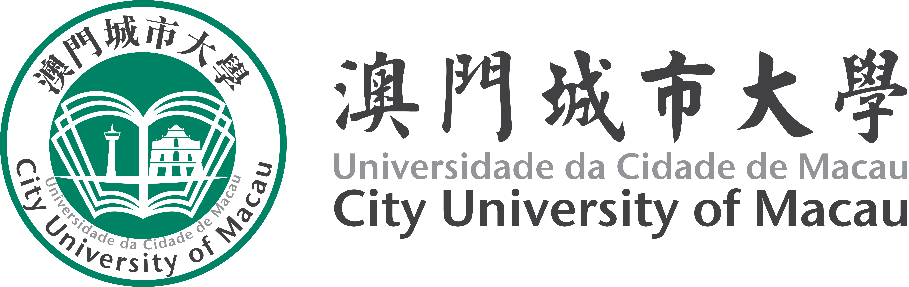 澳門城市大學
Universidade da Cidade de Macau
City University of Macau
澳門城市大學
Universidade da Cidade de Macau
City University of Macau